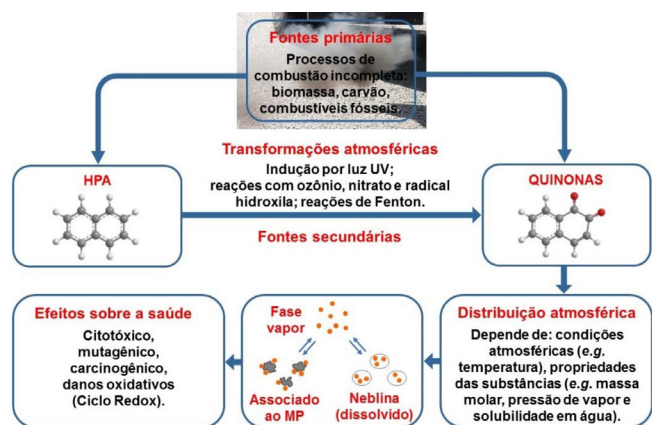 Fontes primárias
Processos de
combustão incompleta:
biomassa, carvão,
combustíveis fósseis.
Transformações atmosféricas
Indução por luz UV;
reações com ozônio, nitrato e radical
hidroxila; reações de Fenton.
Fontes secundárias
HPA
QUINONAS
Distribuição atmosférica
Depende de: condições
atmosféricas (e.g.
temperatura), propriedades
das substâncias (e.g. massa
molar, pressão de vapor e
solubilidade em água).
Fase
vapor
Associado
ao MP
Neblina
(dissolvido)
Efeitos sobre a saúde
Citotóxico,
mutagênico,
carcinogênico,
danos oxidativos
(Ciclo Redox).